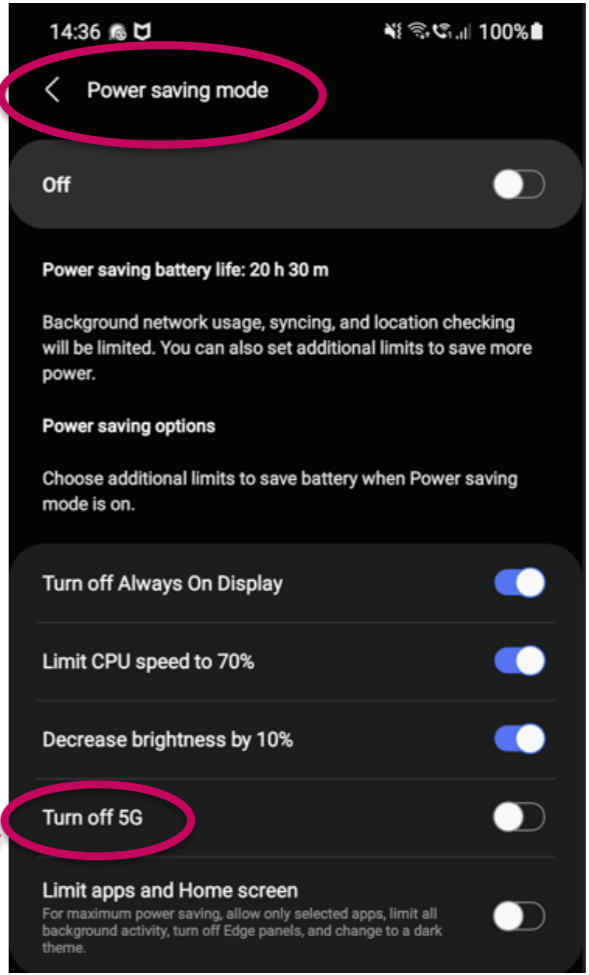 14:36 100%
Power saving mode
Off
Power saving battery life: 20 h 30 m
Background network usage, syncing, and location checking
will be limited. You can also set additional limits to save more
power.
Power saving options
Choose additional limits to save battery when Power saving
mode is on.
Turn off Always On Display
Limit CPU speed to 70%
Decrease brightness by 10%
Turn off 5G
Limit apps and Home screen
For maximum power saving, allow only selected apps, limit all
background activity, turn off Edge panels, and change to a dark
theme.